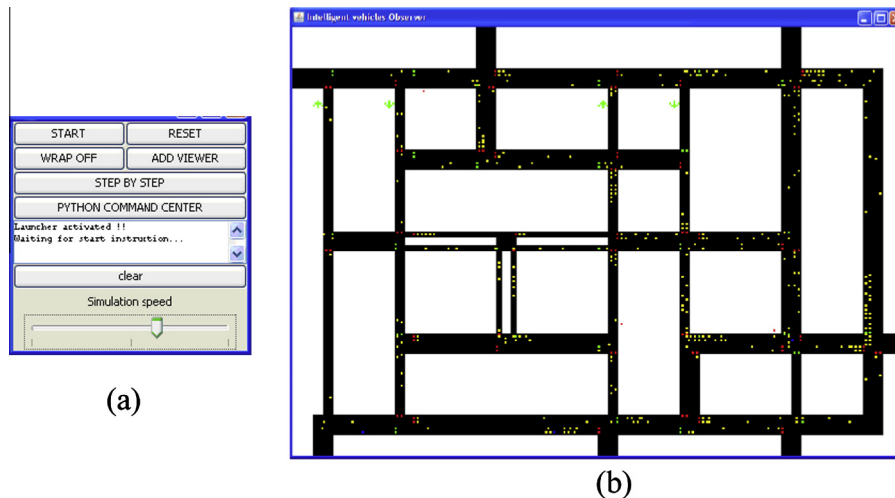 START
RESET
WRAP OFF
ADD VIEWER
STEP BY STEP
PYTHON COMMAND CENTER
Launcher activated !!
Waiting for start instruction...
clear
Simulation speed
(a)
Intelligent vehicles Observer
(b)